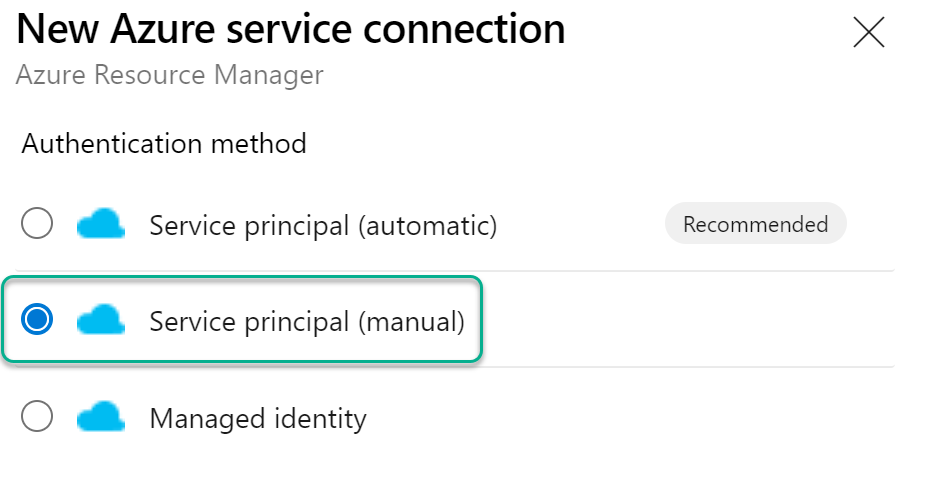 New Azure service connection
Azure Resource Manager
Authentication method
Service principal (automatic) Recommended
Service principal (manual)
Managed identity